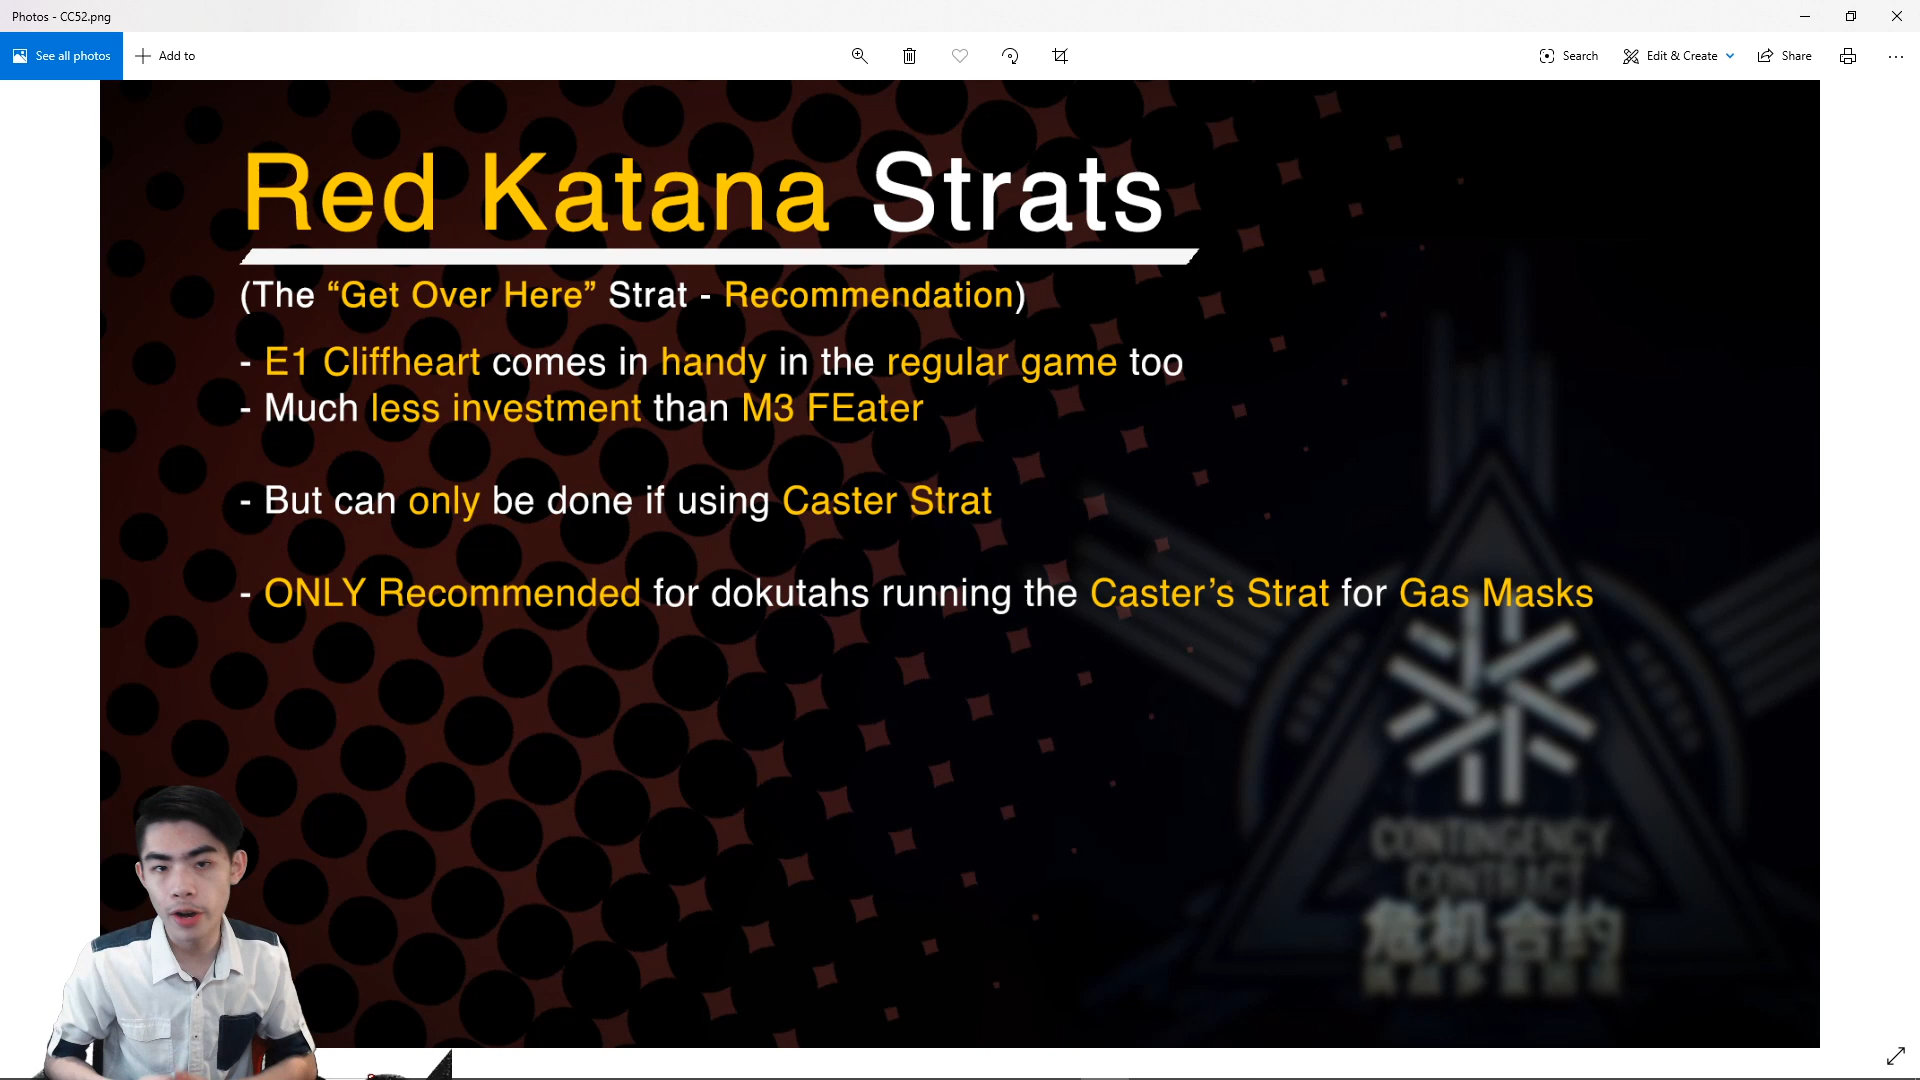 Photos - CC52.png
See all photos
Add to
Search
Edit & Create
Share
Red Katana Strats
(The “Get Over Here” Strat - Recommendation)
- E1 Cliffheart comes in handy in the regular game too
- Much less investment than M3 FEater
- But can only be done if using Caster Strat
- ONLY Recommended for dokutahs running the Caster’s Strat for Gas Masks
CONTINGENCY
CONTRACT
危机合约